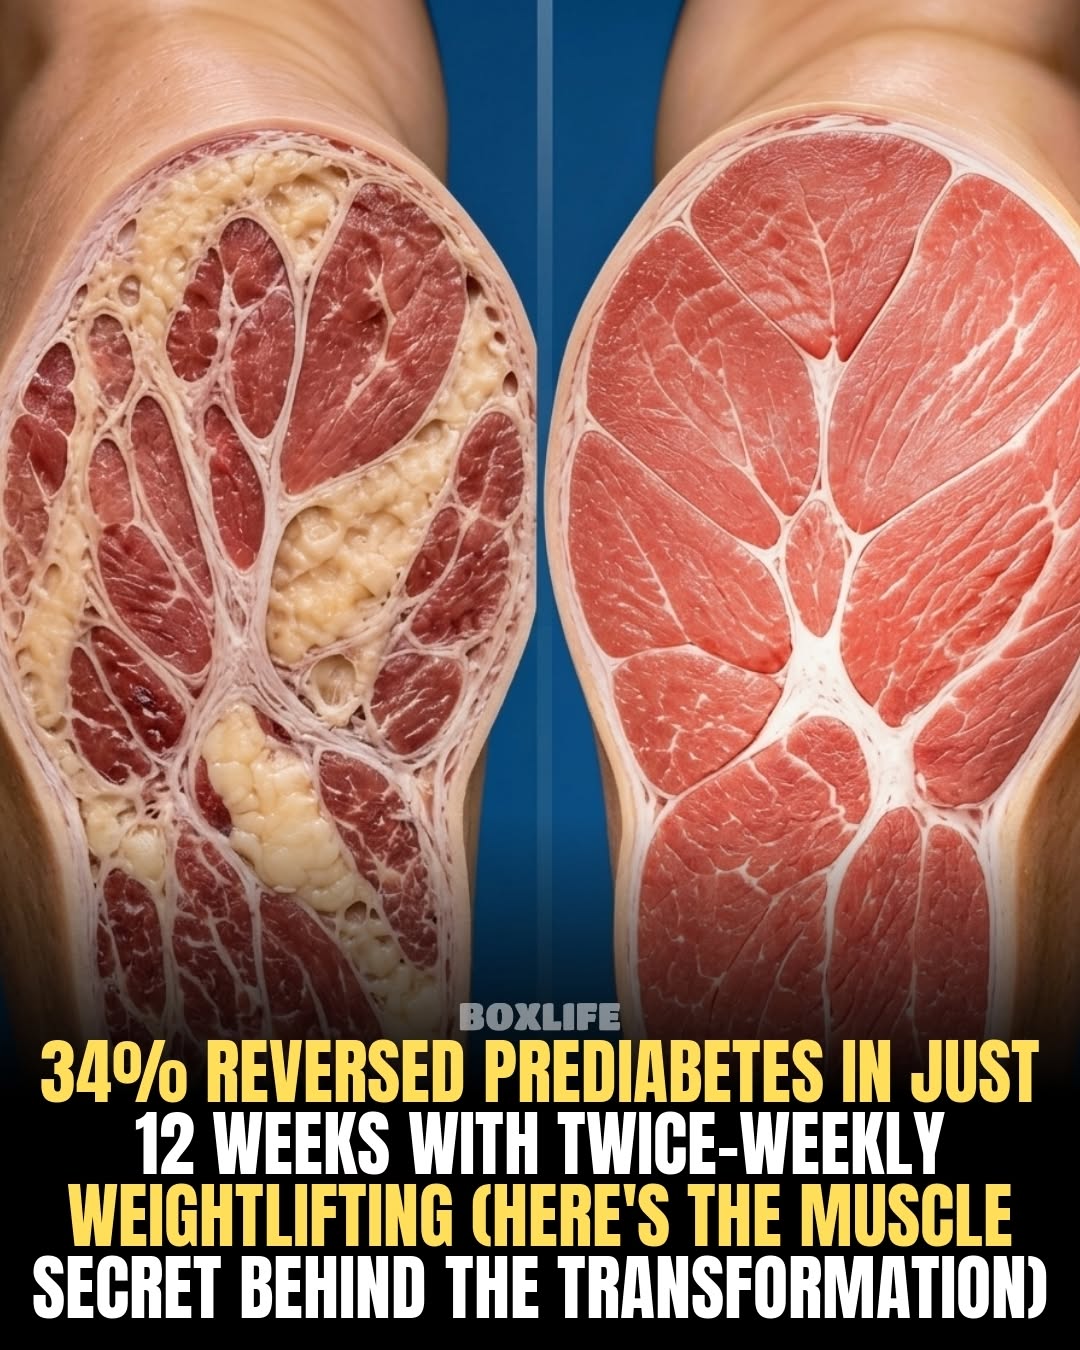 BOXLIFE
34% REVERSED PREDIABETES IN JUST
12 WEEKS WITH TWICE-WEEKLY
WEIGHTLIFTING (HERE'S THE MUSCLE
SECRET BEHIND THE TRANSFORMATION)